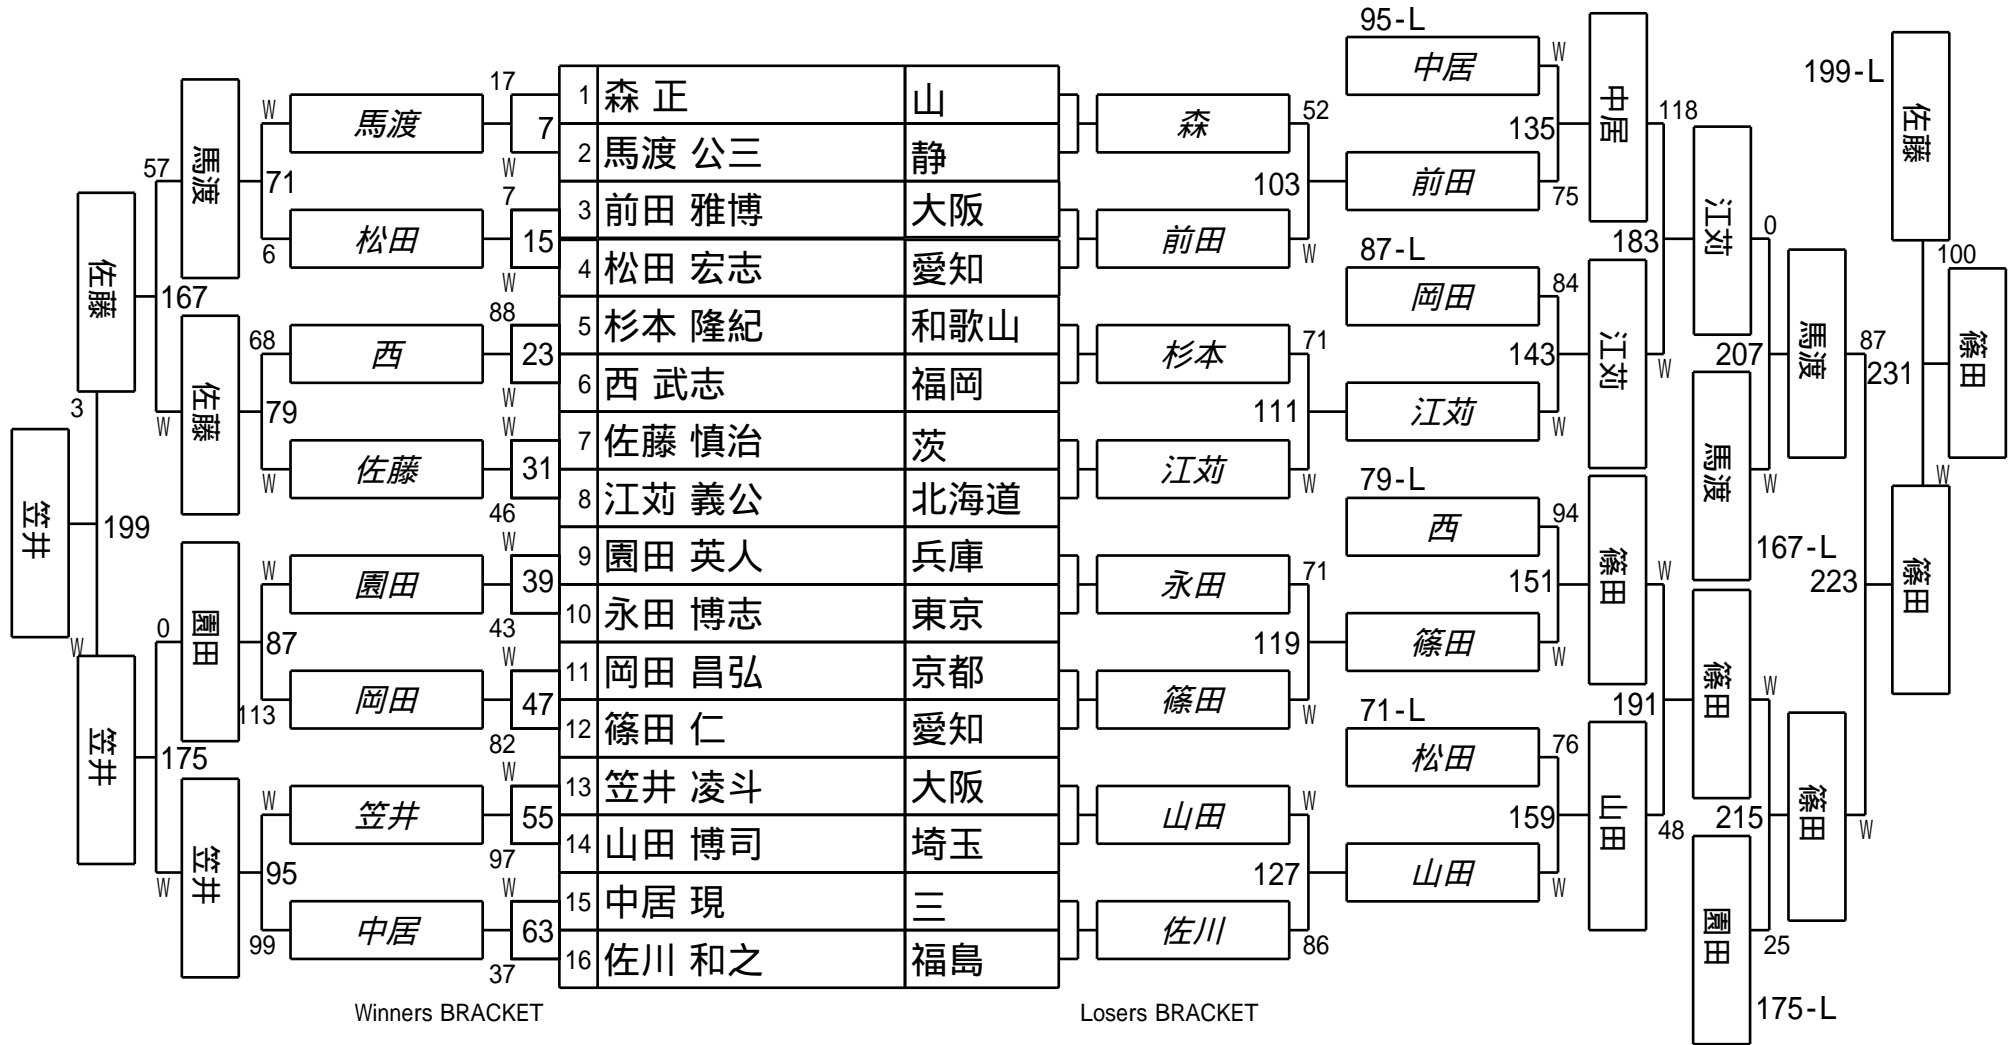 95-L
199-L
17
1 森 正 山
馬渡
7
2 馬渡 公三 静
W
森
52
中居
W
135
中居
118
佐藤
57
馬渡
W
71
7
3 前田 雅博 大阪
103
前田
75
松田
6
15
4 松田 宏志 愛知
W
前田
W
87-L
183
江苅
0
100
佐藤
167
88
5 杉本 隆紀 和歌山
68
西
23
6 西 武志 福岡
W
杉本
71
岡田
84
143
江苅
W
207
馬渡
87
231
篠田
3
W
佐藤
79
W
7 佐藤 慎治 茨
111
江苅
W
佐藤
W
31
8 江苅 義公 北海道
46
江苅
W
79-L
馬渡
W
W
笠井
199
W
9 園田 英人 兵庫
W
園田
39
10 永田 博志 東京
43
永田
71
西
94
151
篠田
W
167-L
223
篠田
0
園田
87
W
11 岡田 昌弘 京都
119
篠田
W
岡田
113
47
12 篠田 仁 愛知
82
篠田
W
71-L
191
篠田
W
W
笠井
175
W
13 笠井 凌斗 大阪
W
笠井
55
14 山田 博司 埼玉
97
山田
W
松田
76
159
山田
48
215
篠田
W
W
笠井
95
W
15 中居 現 三
127
山田
W
中居
99
63
16 佐川 和之 福島
37
佐川
86
園田
25
175-L
Winners BRACKET
Losers BRACKET